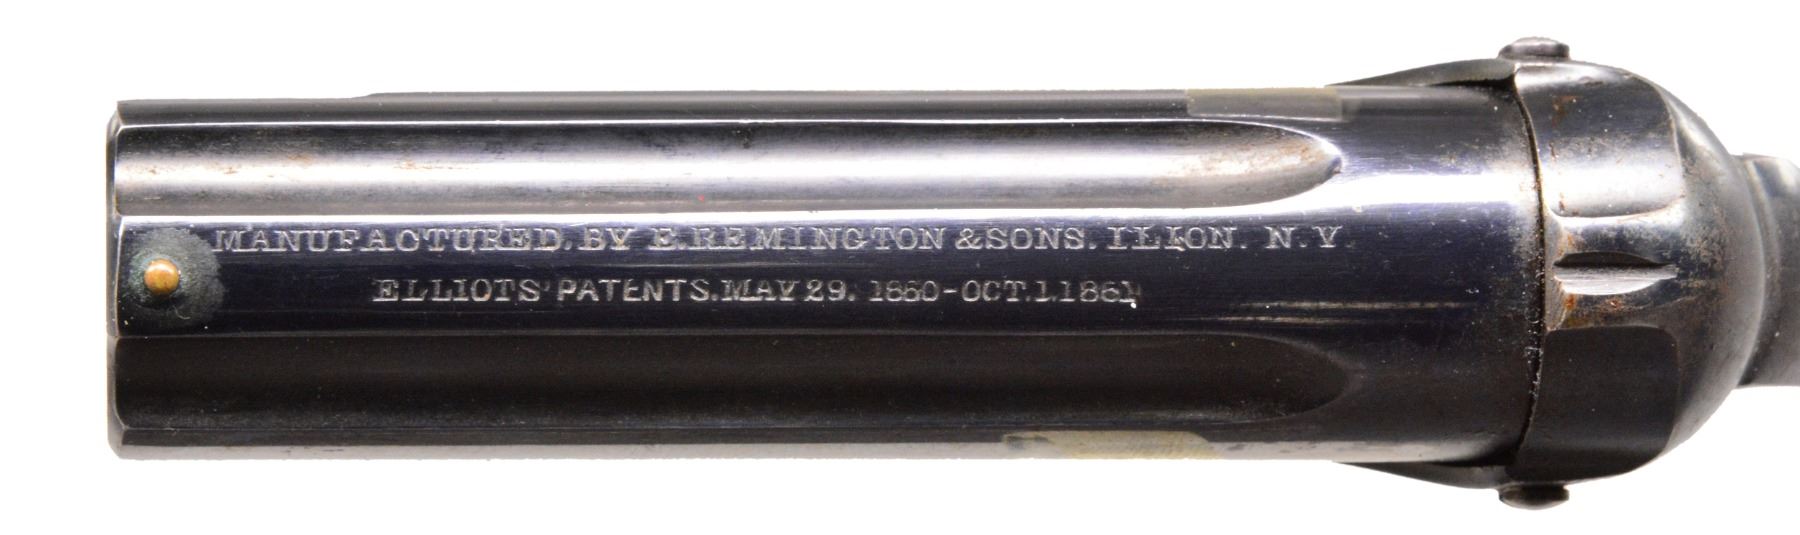 MANUFACTURED. BY E. REMINGTON & SONS. ILION. N. Y.
ELLIOTS' PATENTS. MAY 29. 1860-OCT. 1. 1861